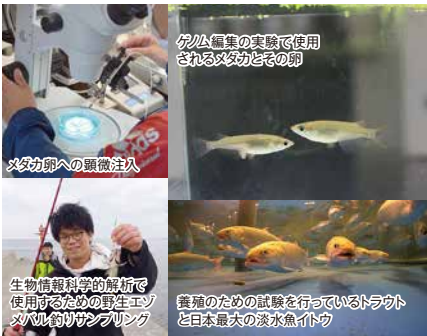 ゲノム編集の実験で使用
されるメダカとその卵
メダカ卵への顕微注入
生物情報科学的解析で
使用するための野生エゾ
メバル釣りサンプリング
養殖のための試験を行っているトラウト
と日本最大の淡水魚イトウ